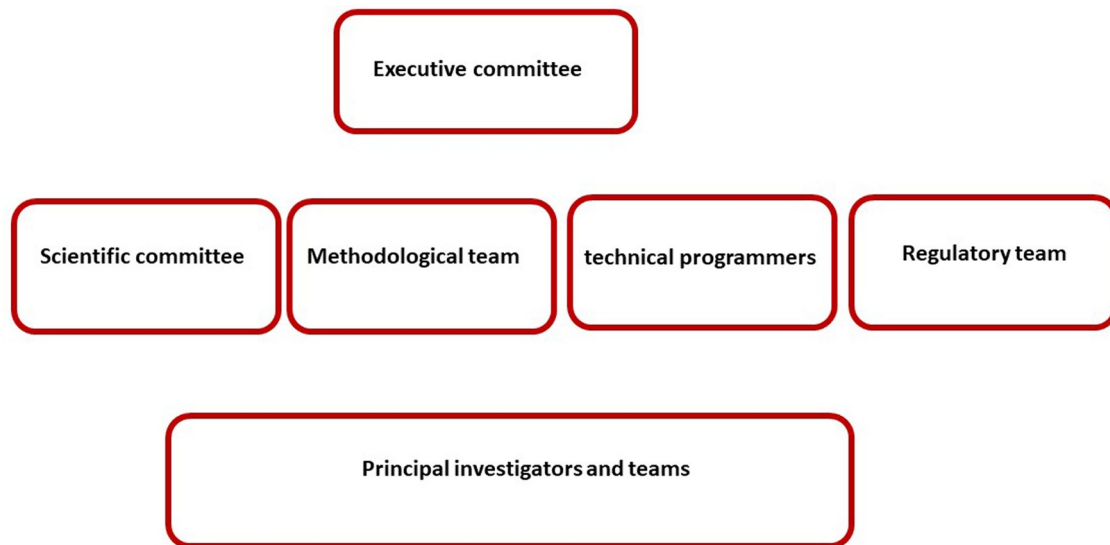 Executive committee
Scientific committee
Methodological team
technical programmers
Regulatory team
Principal investigators and teams